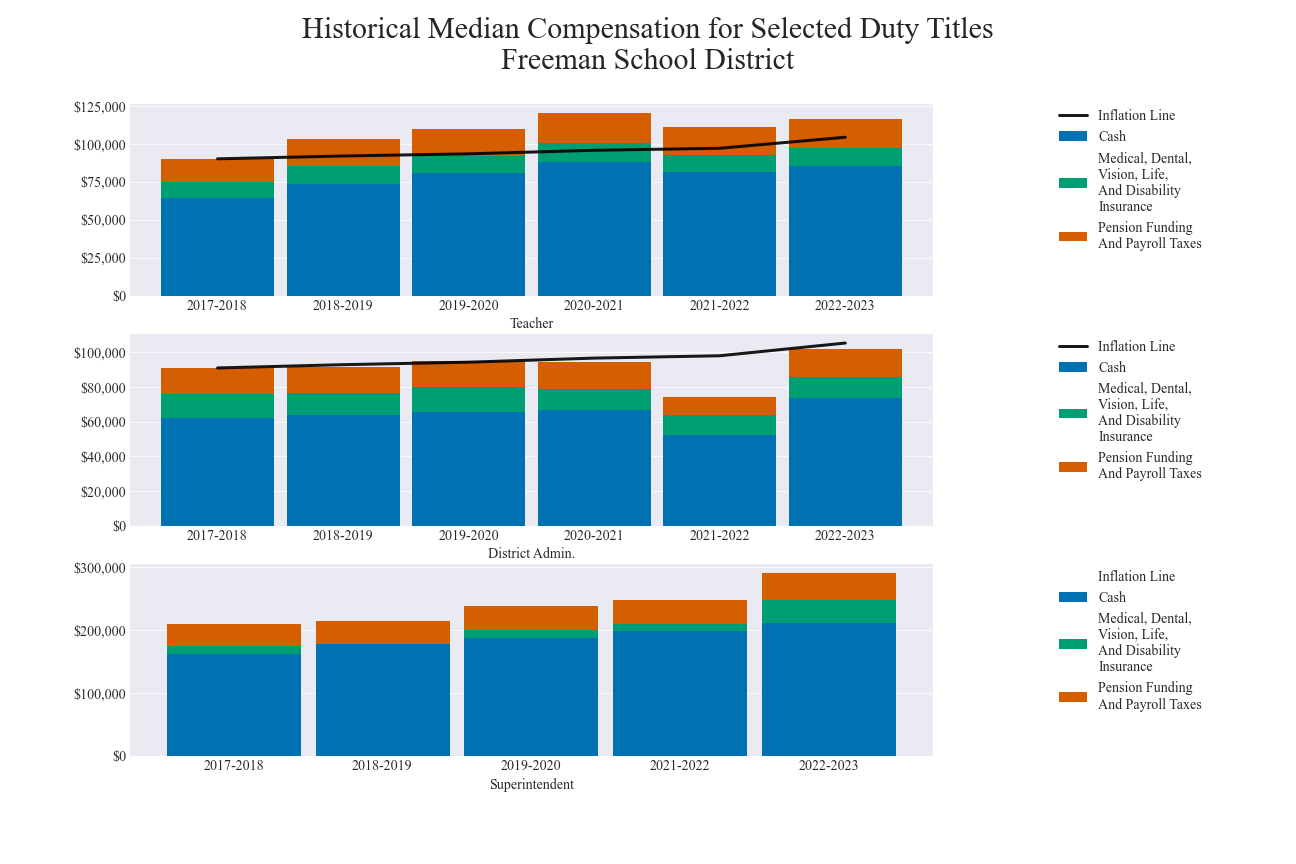 Historical Median Compensation for Selected Duty Titles
Freeman School District
$125,000
$100,000
$75,000
$50,000
$25,000
$0
2017-2018 2018-2019 2019-2020 2020-2021 2021-2022 2022-2023
Teacher
Inflation Line
Cash
Medical, Dental,
Vision, Life,
And Disability
Insurance
Pension Funding
And Payroll Taxes
$100,000
$80,000
$60,000
$40,000
$20,000
$0
2017-2018 2018-2019 2019-2020 2020-2021 2021-2022 2022-2023
District Admin.
Inflation Line
Cash
Medical, Dental,
Vision, Life,
And Disability
Insurance
Pension Funding
And Payroll Taxes
$300,000
$200,000
$100,000
$0
2017-2018 2018-2019 2019-2020 2021-2022 2022-2023
Superintendent
Inflation Line
Cash
Medical, Dental,
Vision, Life,
And Disability
Insurance
Pension Funding
And Payroll Taxes